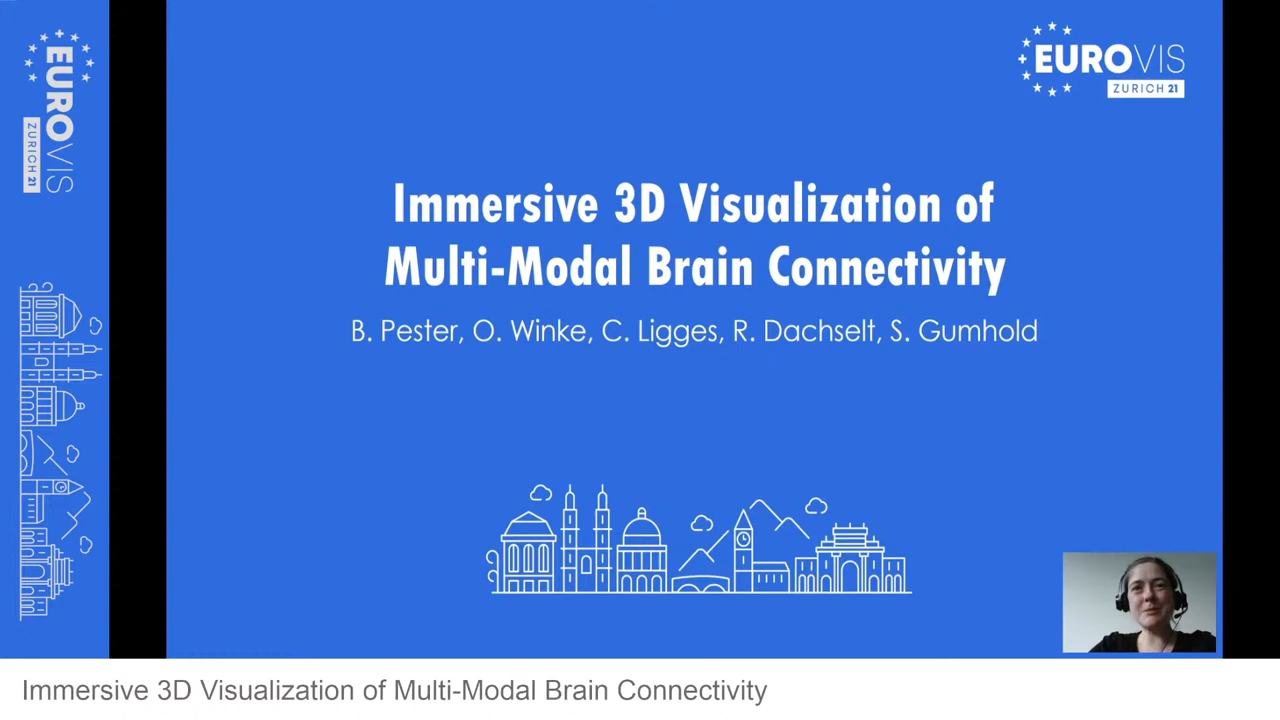 EUROVIS
ZURICH 21
EUROVIS
ZURICH 21
Immersive 3D Visualization of
Multi-Modal Brain Connectivity
B. Pester, O. Winke, C. Ligges, R. Dachselt, S. Gumhold
Immersive 3D Visualization of Multi-Modal Brain Connectivity